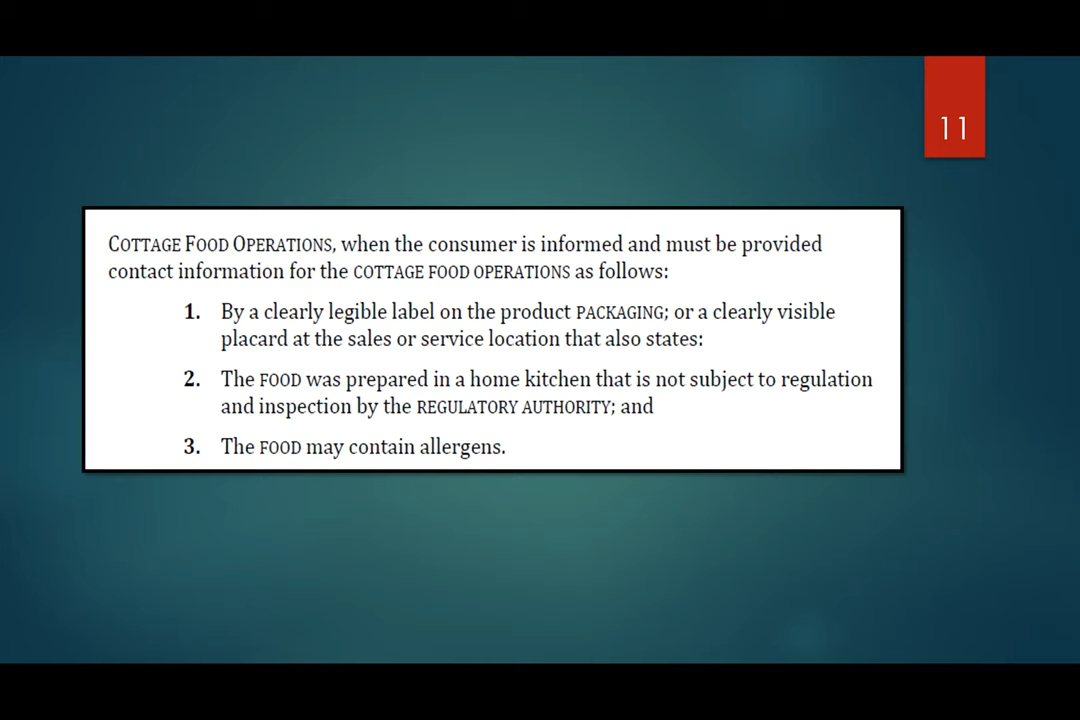 11
COTTAGE FOOD OPERATIONS, when the consumer is informed and must be provided
contact information for the COTTAGE FOOD OPERATIONS as follows:
1. By a clearly legible label on the product PACKAGING; or a clearly visible
placard at the sales or service location that also states:
2. The FOOD was prepared in a home kitchen that is not subject to regulation
and inspection by the REGULATORY AUTHORITY; and
3. The FOOD may contain allergens.